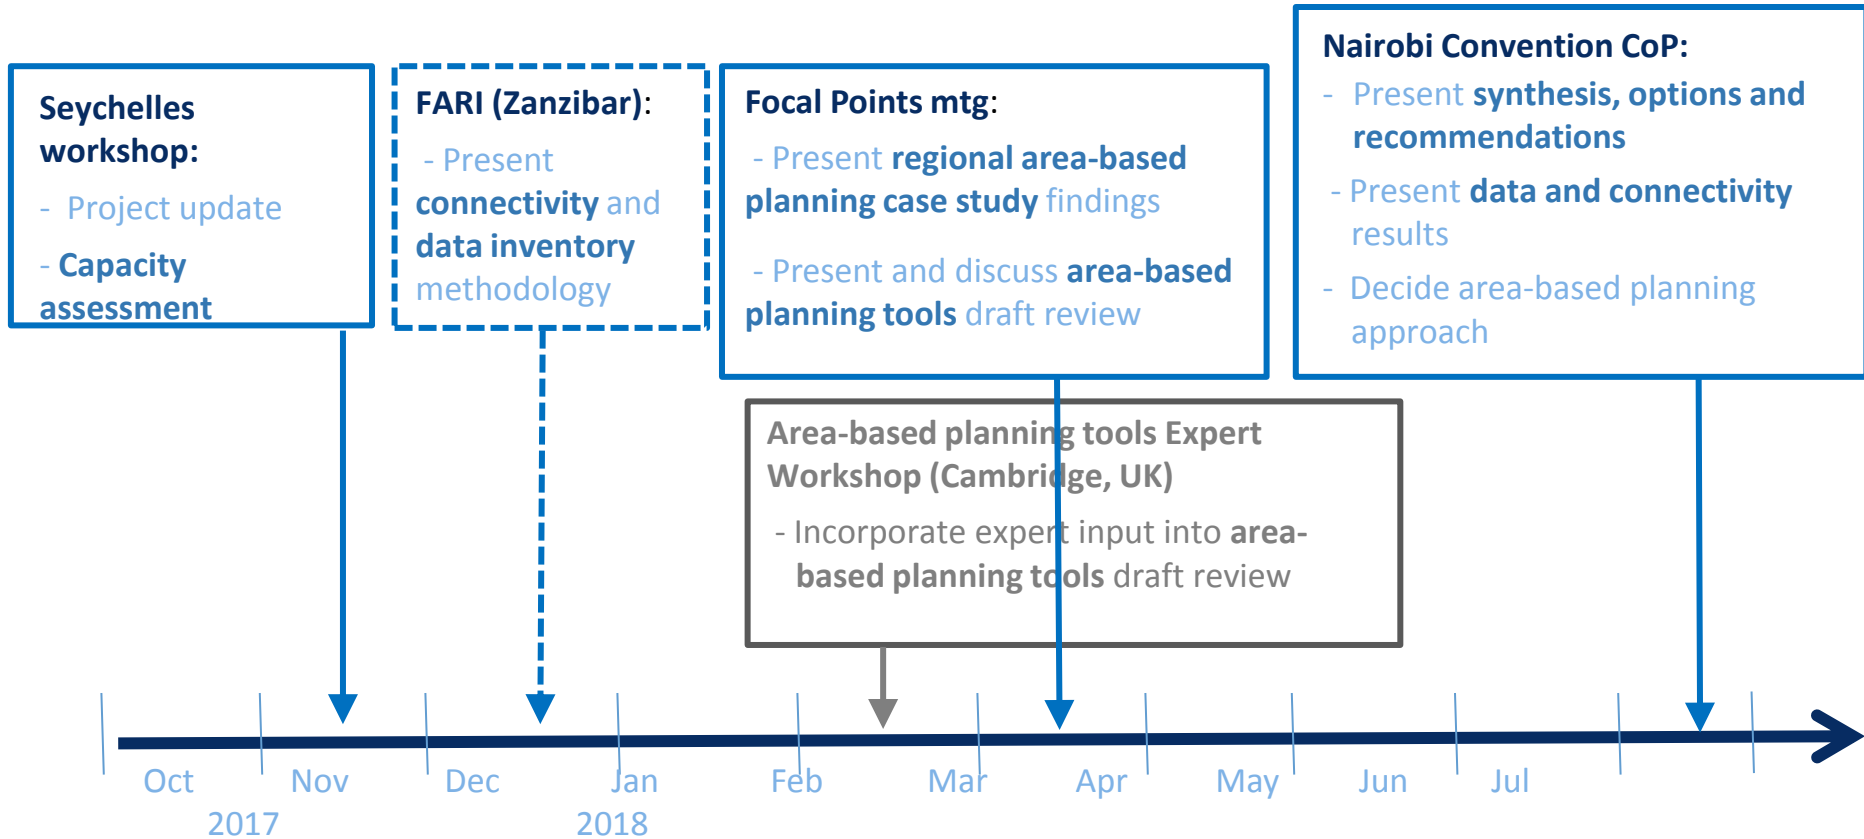 Seychelles
workshop:
- Project update
- Capacity
assessment
FARI (Zanzibar):
- Present
connectivity and
data inventory
methodology
Focal Points mtg:
- Present regional area-based
planning case study findings
- Present and discuss area-based
planning tools draft review
Nairobi Convention CoP:
- Present synthesis, options and
recommendations
- Present data and connectivity
results
- Decide area-based planning
approach
Area-based planning tools Expert
Workshop (Cambridge, UK)
- Incorporate expert input into area-
based planning tools draft review
Oct Nov Dec Jan Feb Mar Apr May Jun Jul
2017 2018